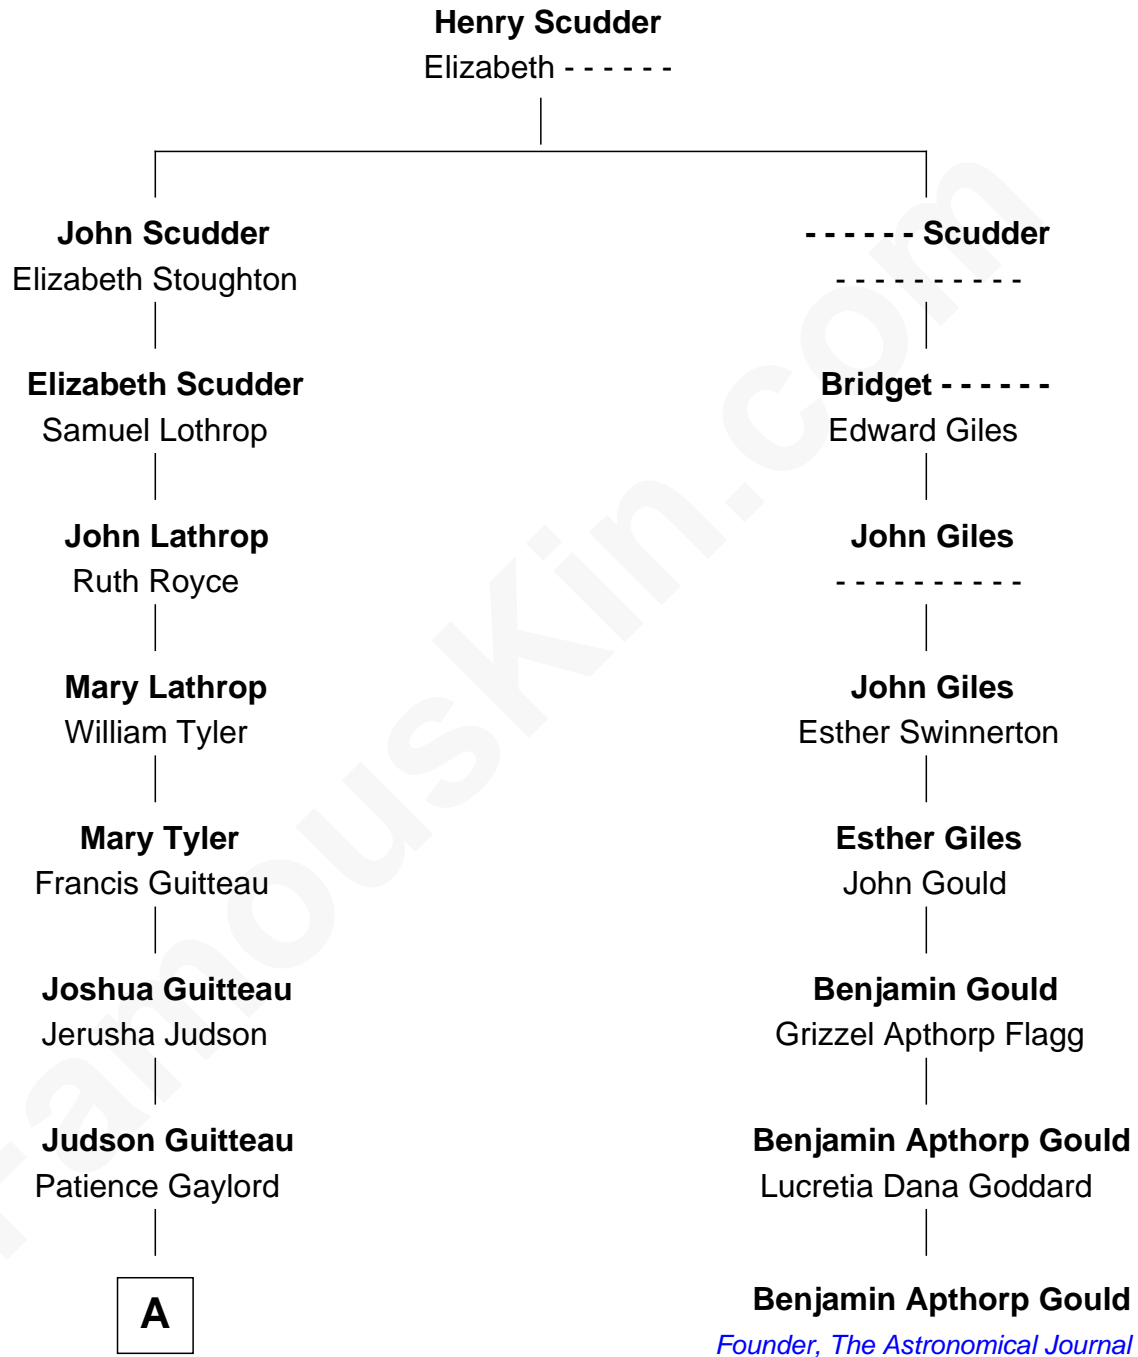 Henry Scudder
Elizabeth - - - - - -
John Scudder
Elizabeth Stoughton
Elizabeth Scudder
Samuel Lothrop
John Lathrop
Ruth Royce
Mary Lathrop
William Tyler
Mary Tyler
Francis Guitteau
Joshua Guitteau
Jerusha Judson
Judson Guitteau
Patience Gaylord
A
- - - - - - Scudder
- - - - - - - - - -
Bridget - - - - - -
Edward Giles
John Giles
- - - - - - - - - -
John Giles
Esther Swinnerton
Esther Giles
John Gould
Benjamin Gould
Grizzel Apthorp Flagg
Benjamin Apthorp Gould
Lucretia Dana Goddard
Benjamin Apthorp Gould
Founder, The Astronomical Journal
FamousKin.com